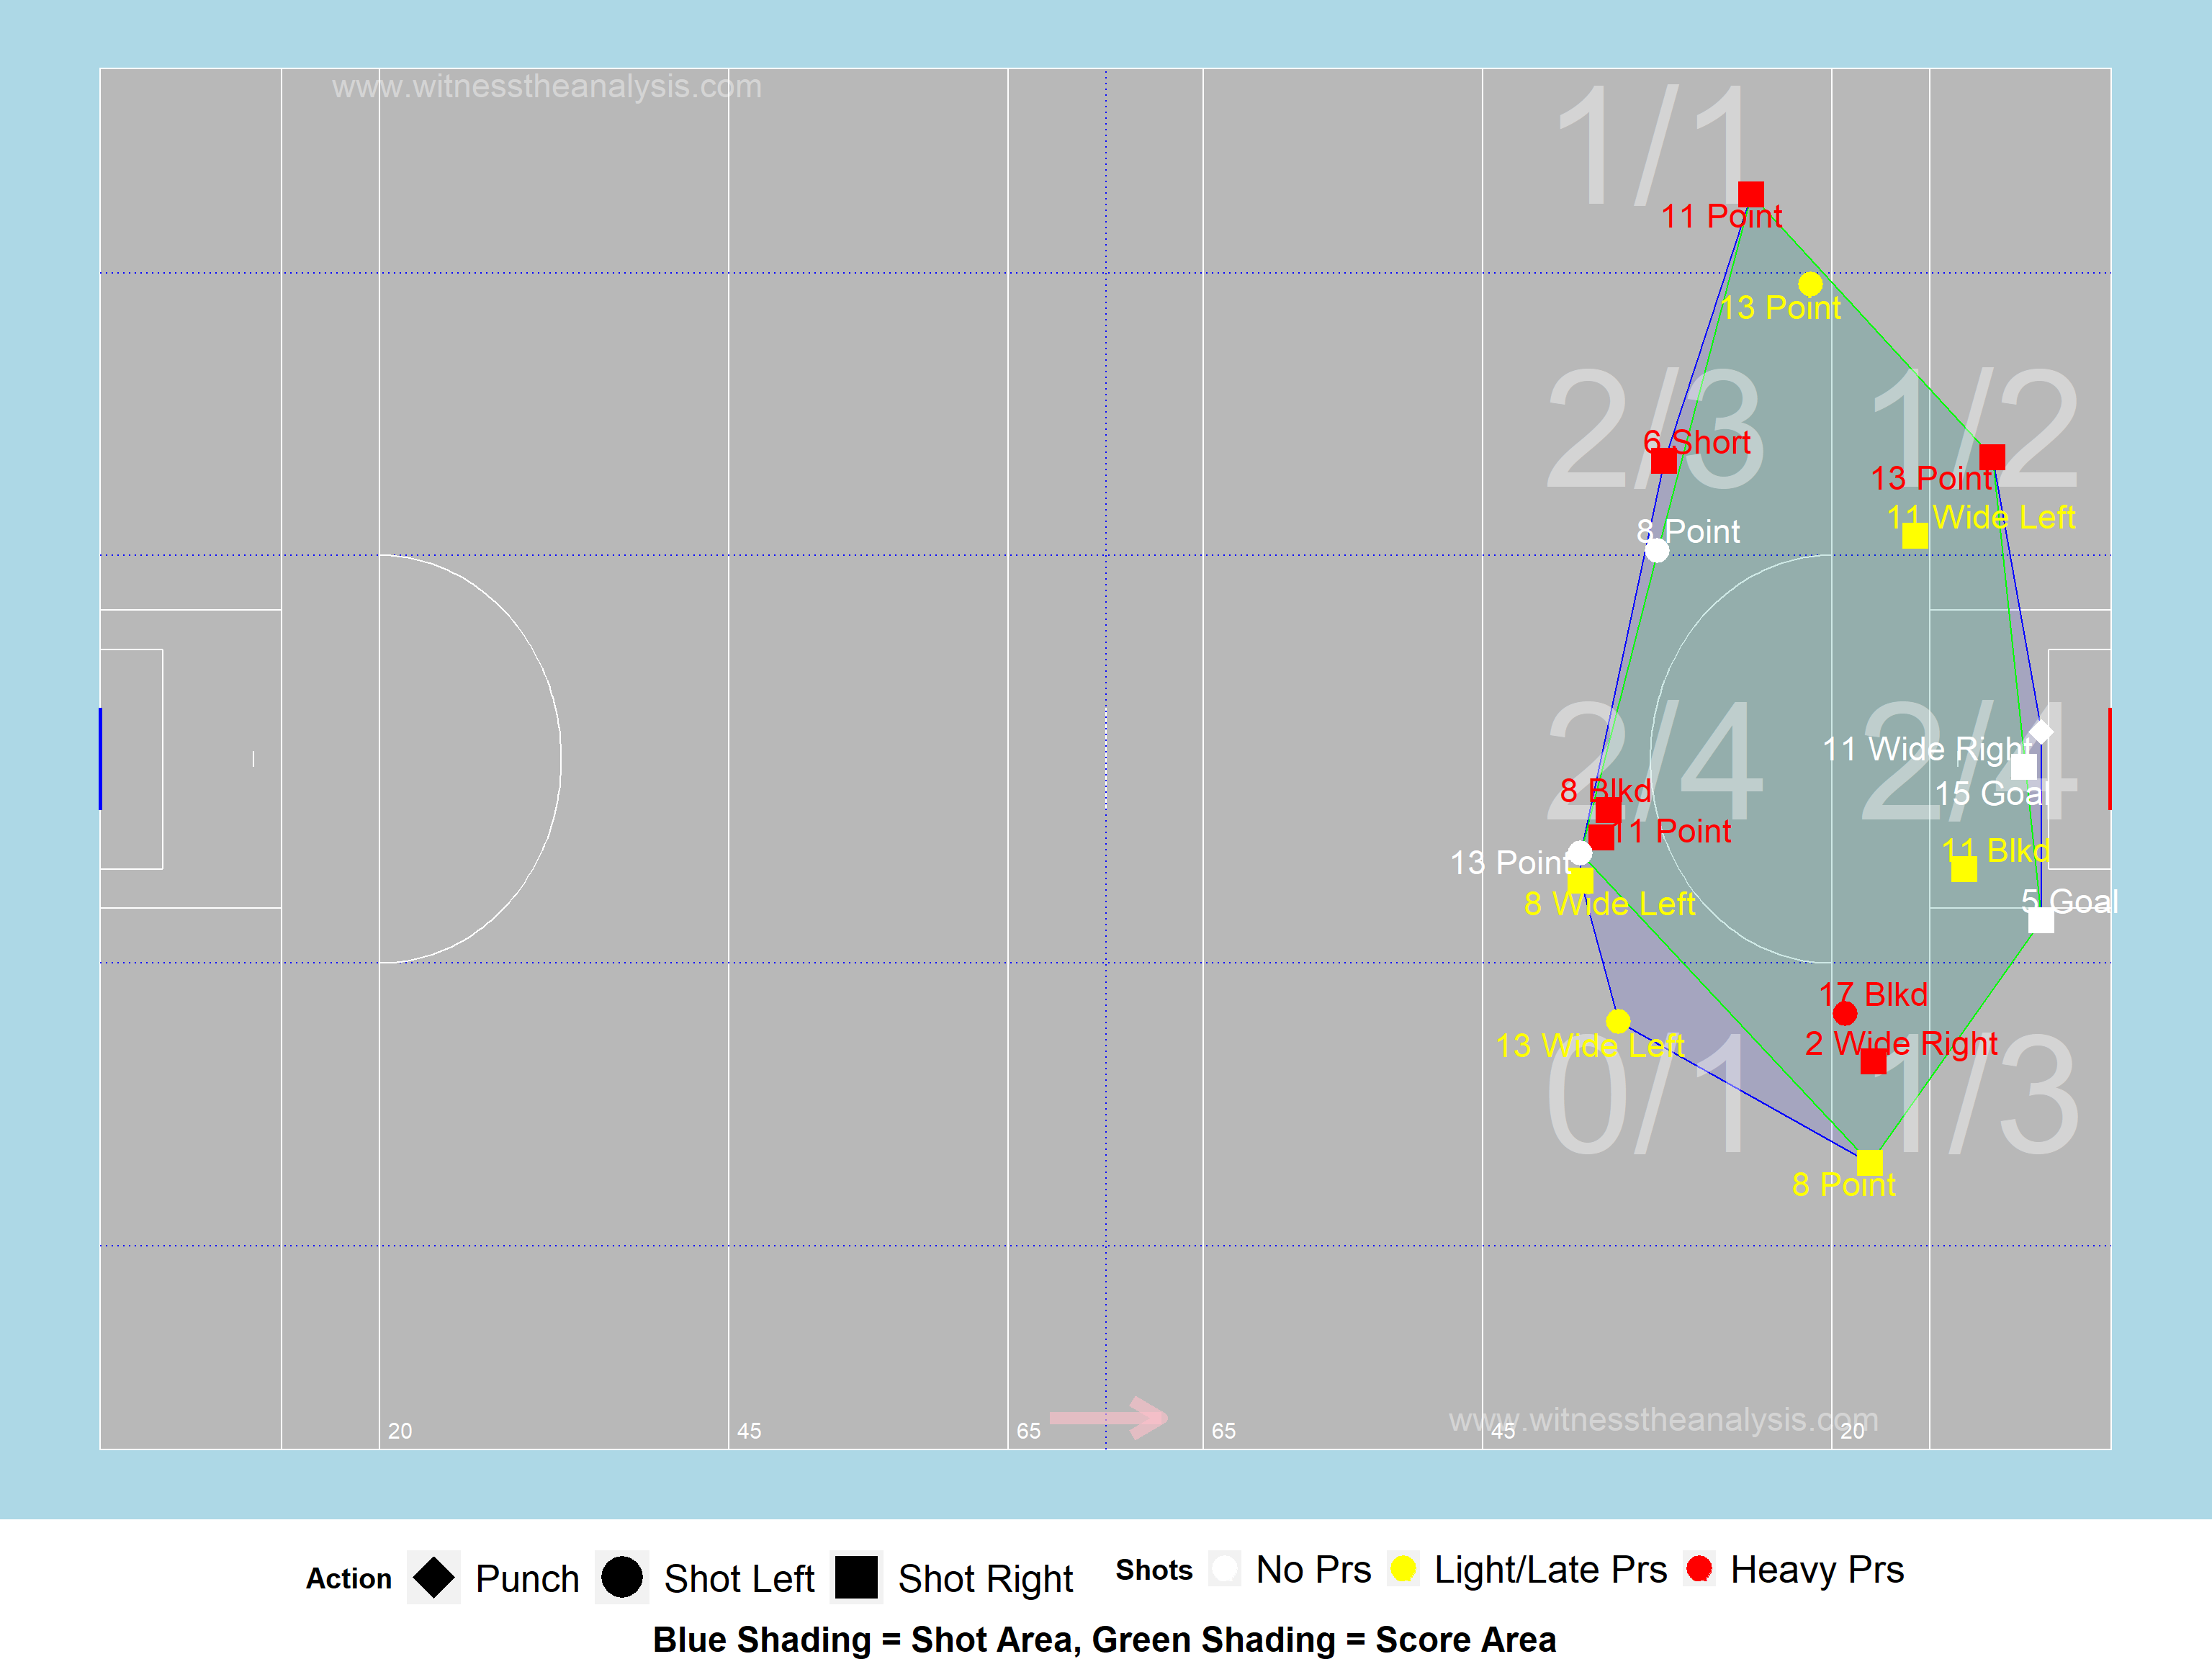 www.witnesstheanalysis.com
1/1
11 Point
13 Point
2/3
1/2
6 Short
13 Point
11 Wide Left
8 Point
2/4
2/4
11 Wide Right
15 Goal
8 Blkd
11 Point
13 Point
11 Blkd
8 Wide Left
5 Goal
17 Blkd
13 Wide Left
2 Wide Right
0/1
1/3
8 Point
www.witnesstheanalysis.com
20
45
65
65
45
20
Action Punch Shot Left Shot Right Shots No Prs Light/Late Prs Heavy Prs
Blue Shading = Shot Area, Green Shading = Score Area